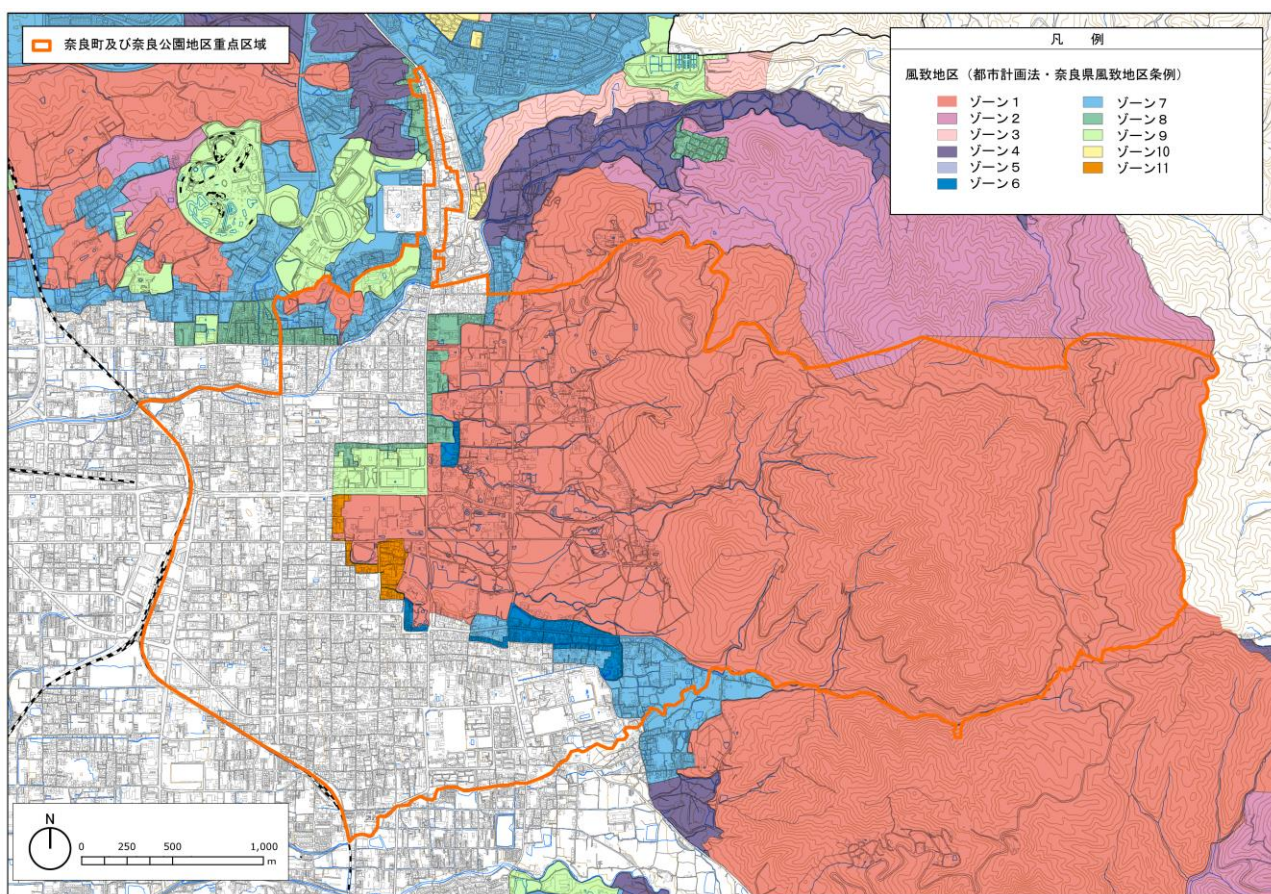 奈良町及び奈良公園地区重点区域
凡 例
風致地区(都市計画法・奈良県風致地区条例)
ゾーン1
ゾーン2
ゾーン3
ゾーン4
ゾーン5
ゾーン6
ゾーン7
ゾーン8
ゾーン9
ゾーン10
ゾーン11
N
0 250 500 1,000
m